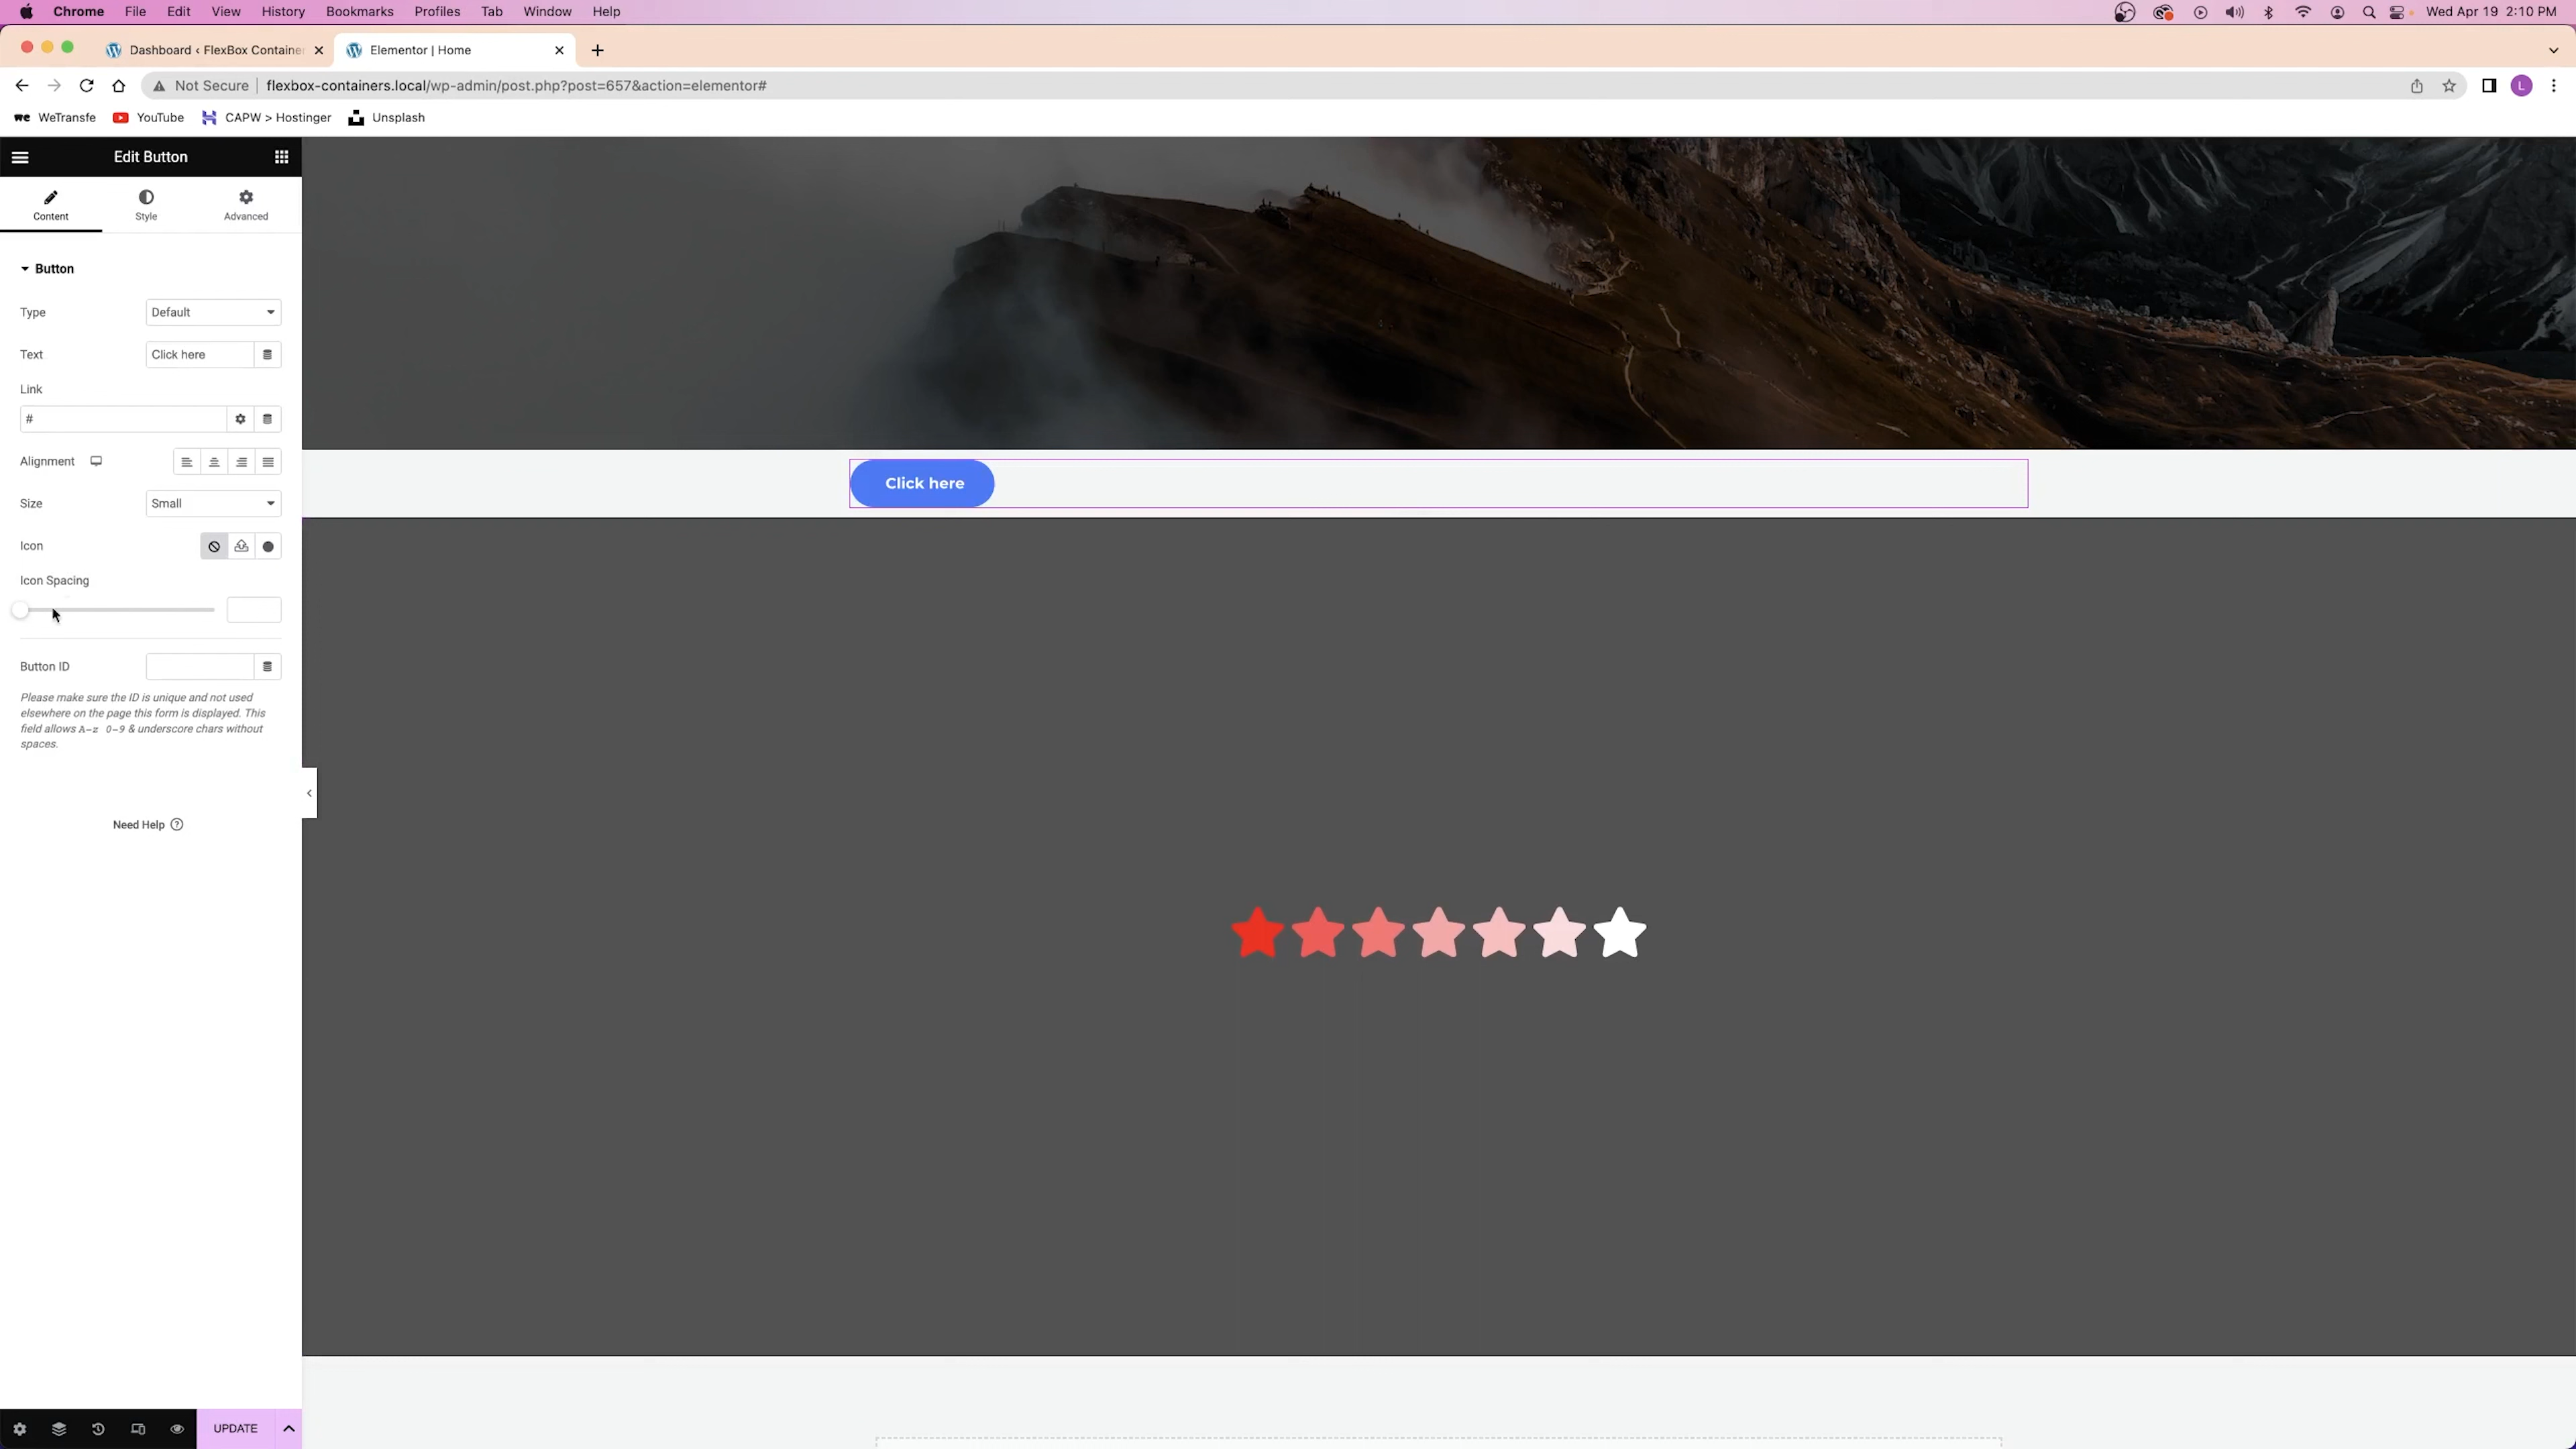 Chrome File Edit View History Bookmarks Profiles Tab Window Help Wed Apr 19 2:10 PM
Dashboard ‹ FlexBox Containe Elementor | Home
Not Secure flexbox-containers.local/wp-admin/post.php?post=657&action=elementor# L
we WeTransfe YouTube CAPW > Hostinger Unsplash
Edit Button
Content Style Advanced
Button
Type Default
Text Click here
Link
#
Alignment
Size Small
Icon
Icon Spacing
Button ID
Please make sure the ID is unique and not used
elsewhere on the page this form is displayed. This
field allows A-z 0-9 & underscore chars without
spaces.
Need Help ?
UPDATE
Click here